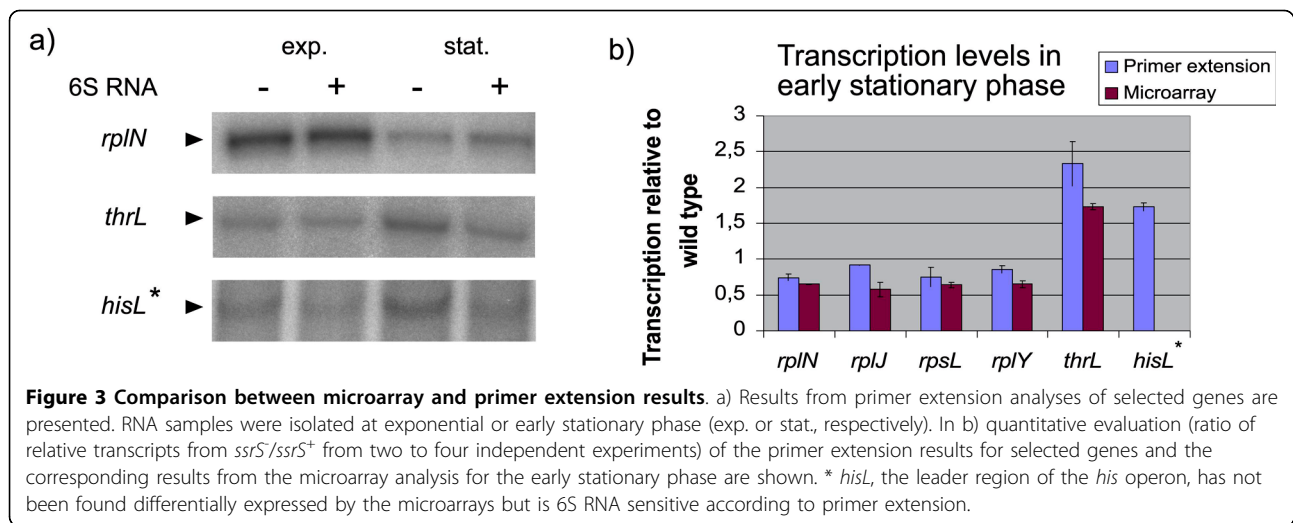 a)
exp. stat.
6S RNA - + - +
rplN
thrL
hisL*
b)
Transcription levels in
early stationary phase
Primer extension
Microarray
Transcription relative to
wild type
3
2,5
2
1,5
1
0,5
0
rplN rplJ rpsL rplY thrL hisL*
Figure 3 Comparison between microarray and primer extension results. a) Results from primer extension analyses of selected genes are
presented. RNA samples were isolated at exponential or early stationary phase (exp. or stat., respectively). In b) quantitative evaluation (ratio of
relative transcripts from ssrS⁻/ssrS⁺ from two to four independent experiments) of the primer extension results for selected genes and the
corresponding results from the microarray analysis for the early stationary phase are shown. * hisL, the leader region of the his operon, has not
been found differentially expressed by the microarrays but is 6S RNA sensitive according to primer extension.